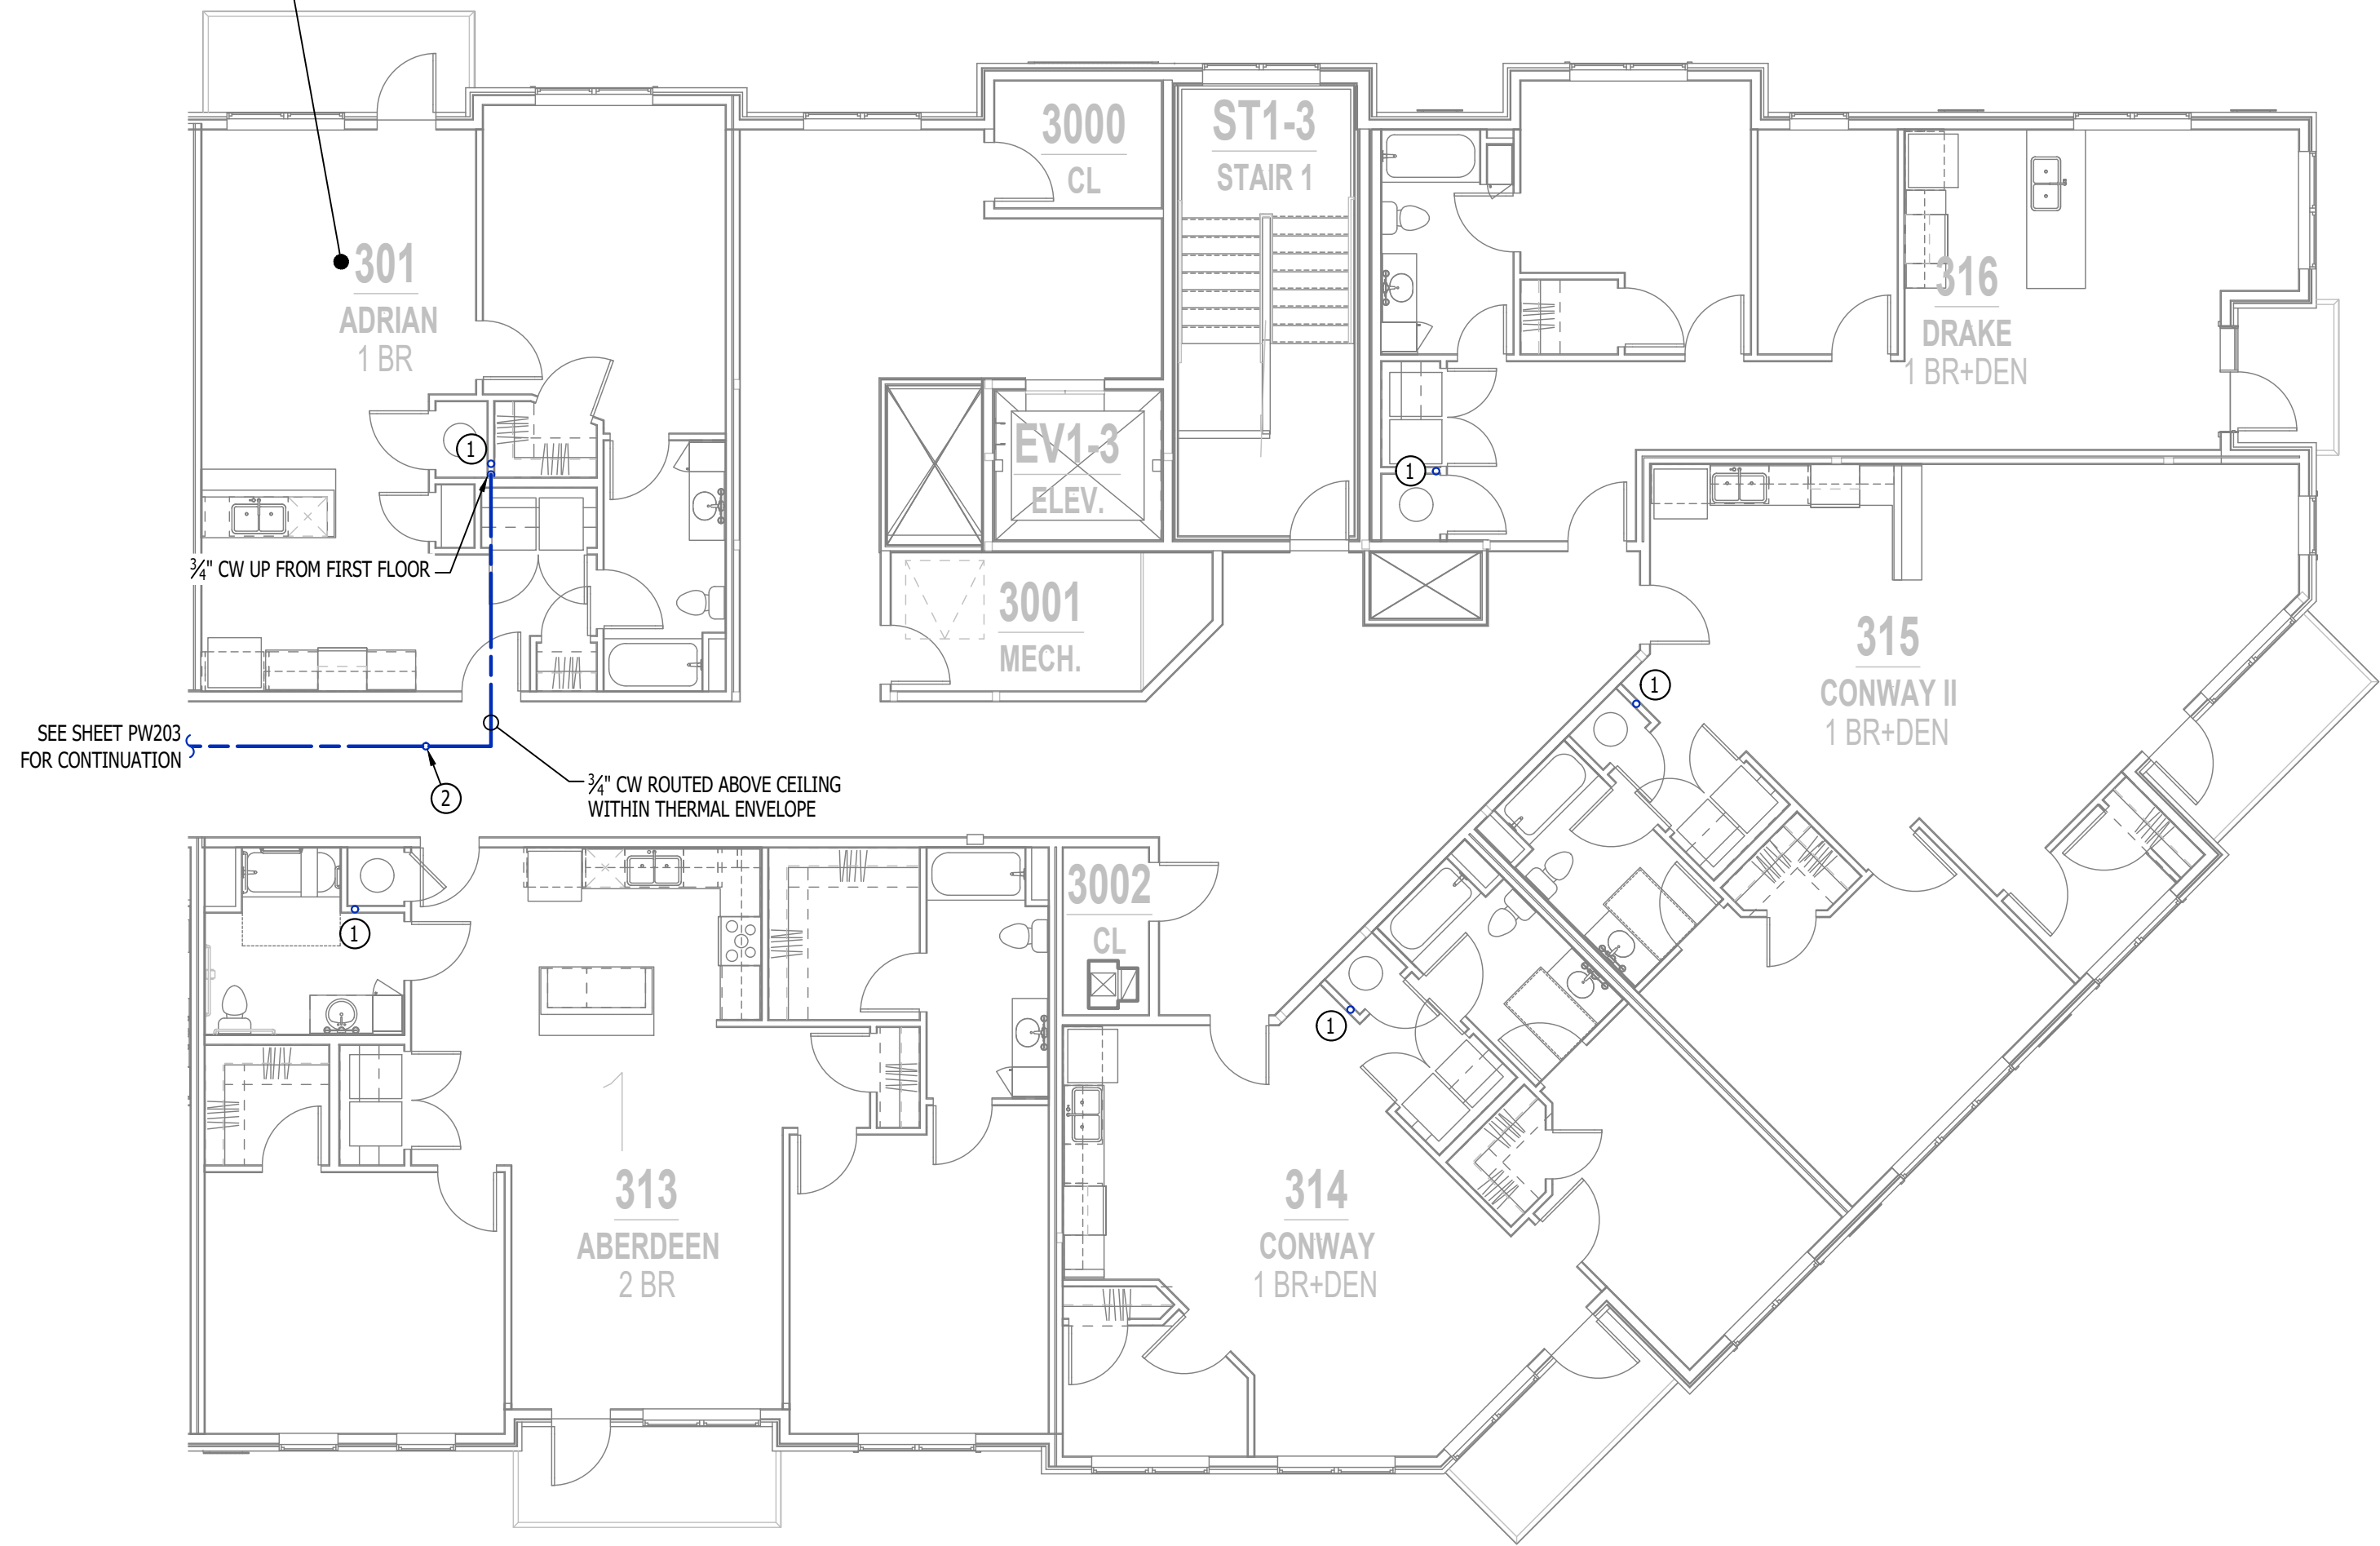 3000
CL
ST1-3
STAIR 1
301
ADRIAN
1 BR
316
DRAKE
1 BR+DEN
1
1
EV1-3
ELEV.
¾" CW UP FROM FIRST FLOOR
3001
MECH.
315
CONWAY II
1 BR+DEN
1
SEE SHEET PW203
FOR CONTINUATION
2
¾" CW ROUTED ABOVE CEILING
WITHIN THERMAL ENVELOPE
3002
CL
1
1
1
313
ABERDEEN
2 BR
314
CONWAY
1 BR+DEN